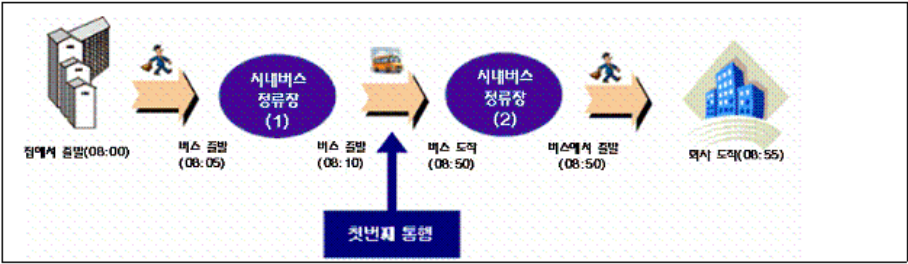 시내버스
정류장
(1)
시내버스
정류장
(2)
집에서 출발(08:00)
버스 출발
(08:05)
버스 출발
(08:10)
버스 도착
(08:50)
버스에서 출발
(08:50)
회사 도착(08:55)
첫번째 통행